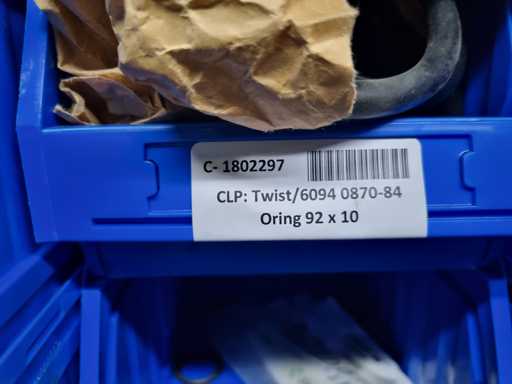 C- 1802297
CLP: Twist/6094 0870-84
Oring 92 x 10